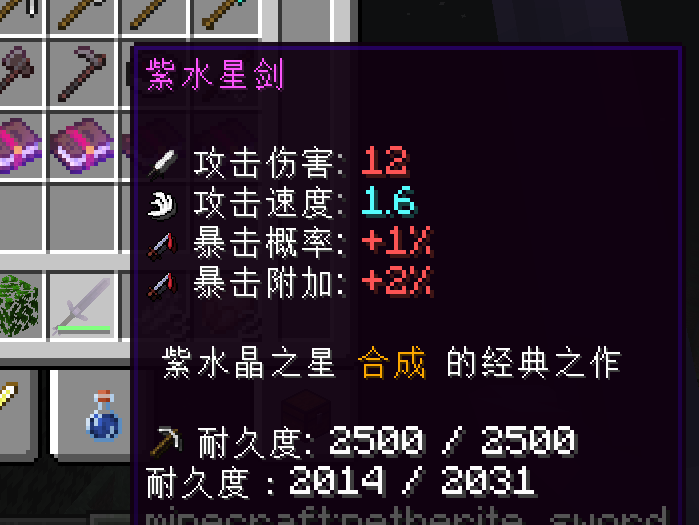 紫水星剑
攻击伤害: 12
攻击速度: 1.6
暴击概率: +1%
暴击附加: +2%
紫水晶之星 合成 的经典之作
耐久度: 2500 / 2500
耐久度：2014 / 2031
minecraft:netherite_sword